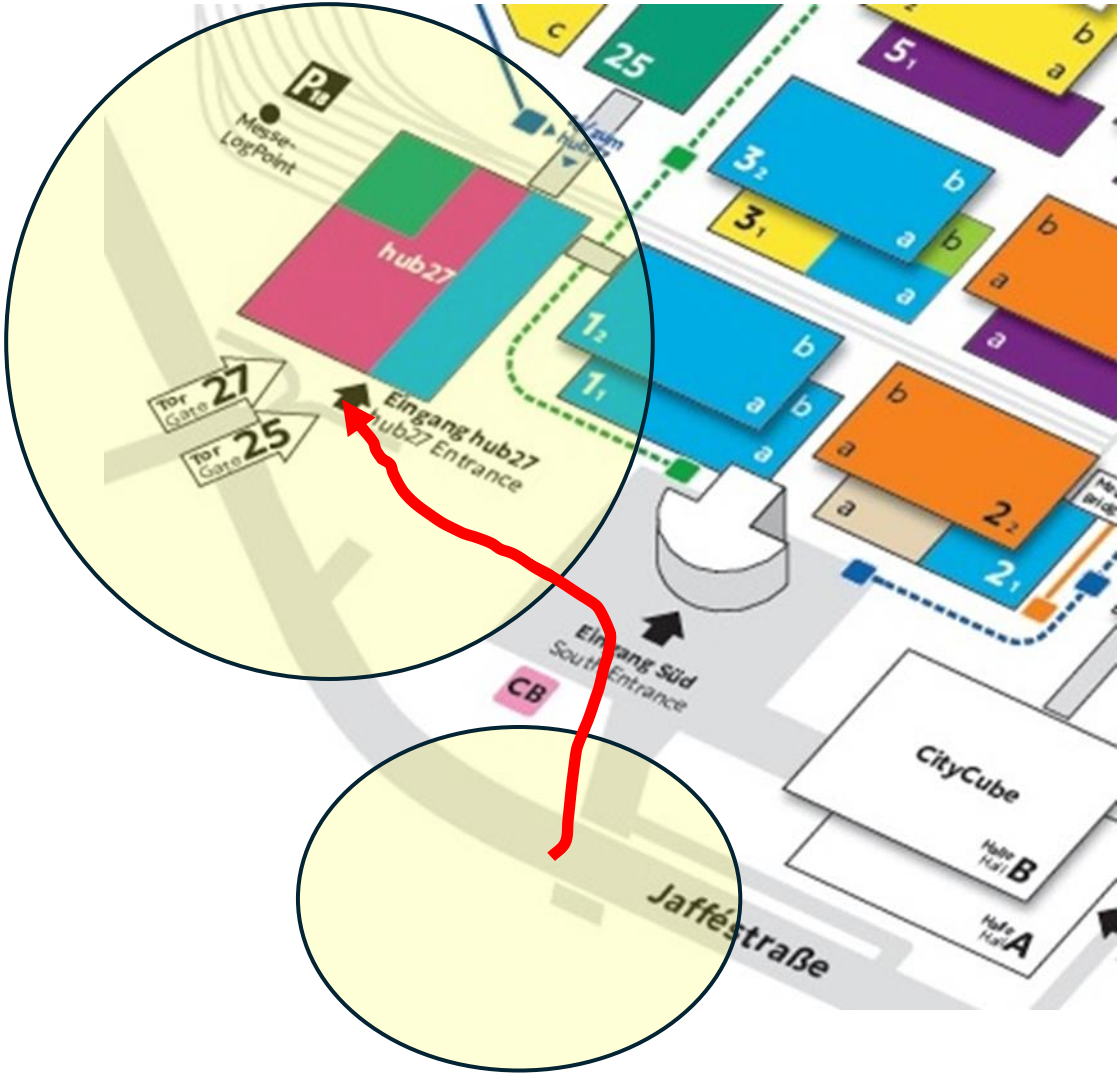 c
25
b
a
5₁
P18
Messe-
LogPoint
3₂
b
a
3₁
b
a
b
a
a
hub27
1₂
b
a
1₁
b
a
b
a
2₂
a
2₁
Tor
Gate 27
Tor
Gate 25
Eingang hub27
hub27 Entrance
Eingang Süd
South Entrance
CB
CityCube
Halle
Hall B
Halle
Hall A
Jafféstraße